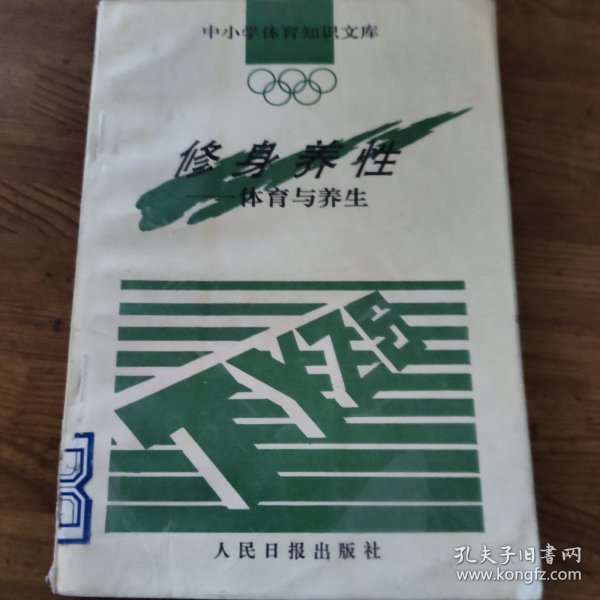 中小学体育知识文库
修身养性
——体育与养生
人民日报出版社
孔夫子旧书网
www.kongfz.com